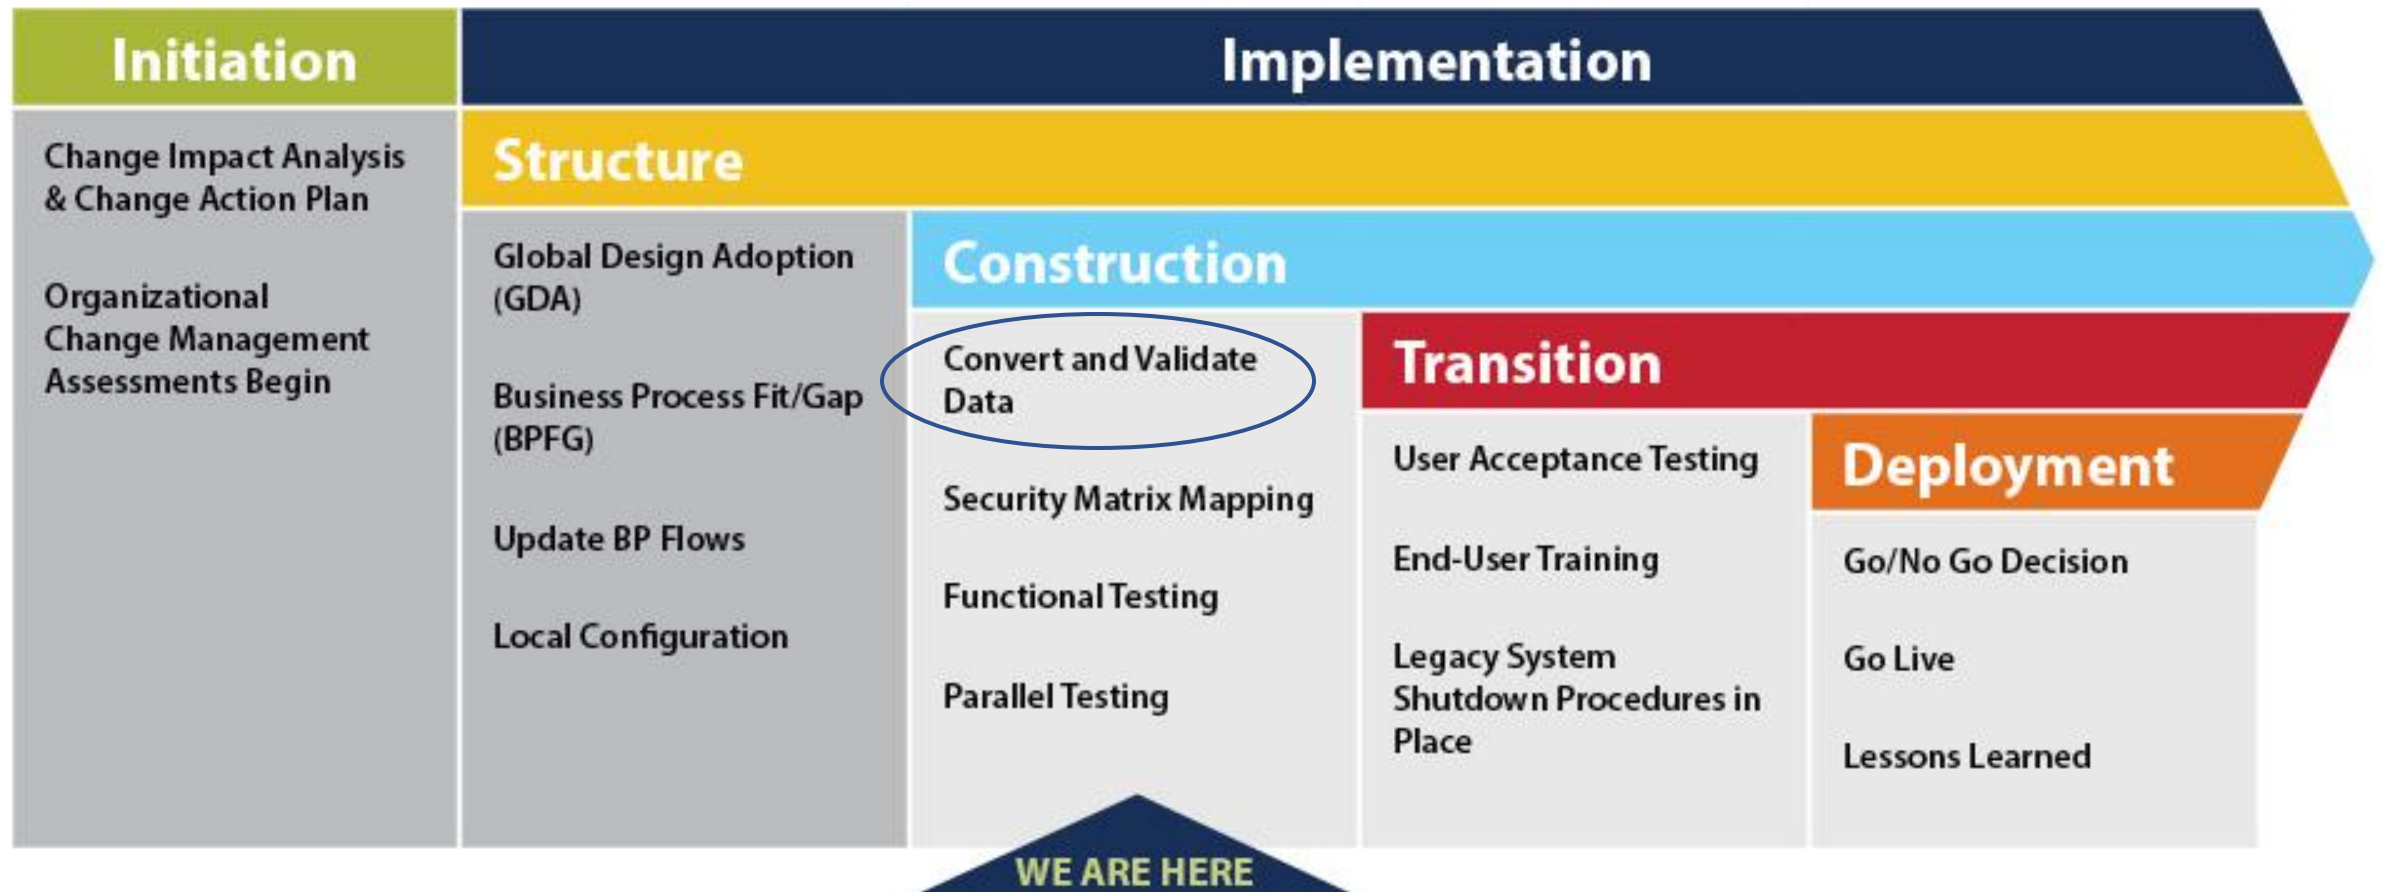 Initiation
Implementation
Change Impact Analysis
& Change Action Plan
Organizational
Change Management
Assessments Begin
Structure
Global Design Adoption
(GDA)
Business Process Fit/Gap
(BPFG)
Update BP Flows
Local Configuration
Construction
Convert and Validate
Data
Security Matrix Mapping
Functional Testing
Parallel Testing
Transition
User Acceptance Testing
End-User Training
Legacy System
Shutdown Procedures in
Place
Deployment
Go/No Go Decision
Go Live
Lessons Learned
WE ARE HERE